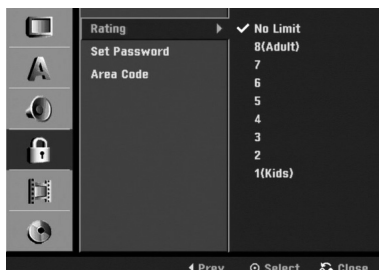 Rating
Set Password
Area Code
No Limit
8(Adult)
7
6
5
4
3
2
1(Kids)
Prev Select Close